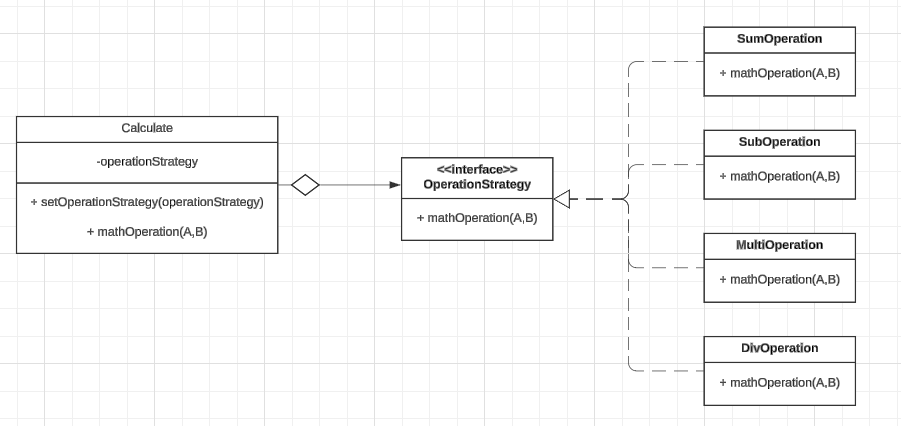 Calculate
-operationStrategy
+ setOperationStrategy(operationStrategy)
+ mathOperation(A,B)
<<interface>>
OperationStrategy
+ mathOperation(A,B)
SumOperation
+ mathOperation(A,B)
SubOperation
+ mathOperation(A,B)
MultiOperation
+ mathOperation(A,B)
DivOperation
+ mathOperation(A,B)